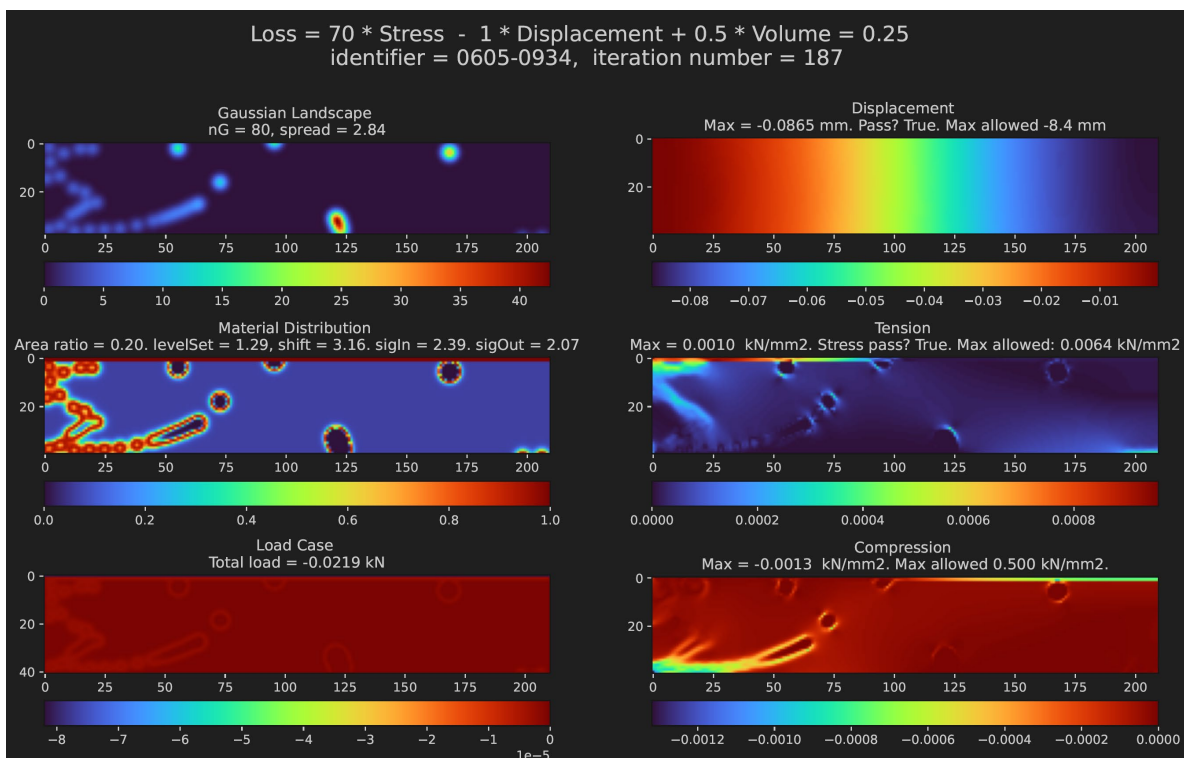 Loss = 70 * Stress  -  1 * Displacement + 0.5 * Volume = 0.25
identifier = 0605-0934,  iteration number = 187
Gaussian Landscape
nG = 80, spread = 2.84
0
20
0 25 50 75 100 125 150 175 200
0 5 10 15 20 25 30 35 40
Displacement
Max = -0.0865 mm. Pass? True. Max allowed -8.4 mm
0
20
0 25 50 75 100 125 150 175 200
−0.08 −0.07 −0.06 −0.05 −0.04 −0.03 −0.02 −0.01
Material Distribution
Area ratio = 0.20. levelSet = 1.29, shift = 3.16. sigIn = 2.39. sigOut = 2.07
0
20
0 25 50 75 100 125 150 175 200
0.0 0.2 0.4 0.6 0.8 1.0
Tension
Max = 0.0010  kN/mm2. Stress pass? True. Max allowed: 0.0064 kN/mm2
0
20
0 25 50 75 100 125 150 175 200
0.0000 0.0002 0.0004 0.0006 0.0008
Load Case
Total load = -0.0219 kN
0
20
40
0 25 50 75 100 125 150 175 200
−8 −7 −6 −5 −4 −3 −2 −1 0
1e−5
Compression
Max = -0.0013  kN/mm2. Max allowed 0.500 kN/mm2.
0
20
0 25 50 75 100 125 150 175 200
−0.0012 −0.0010 −0.0008 −0.0006 −0.0004 −0.0002 0.0000